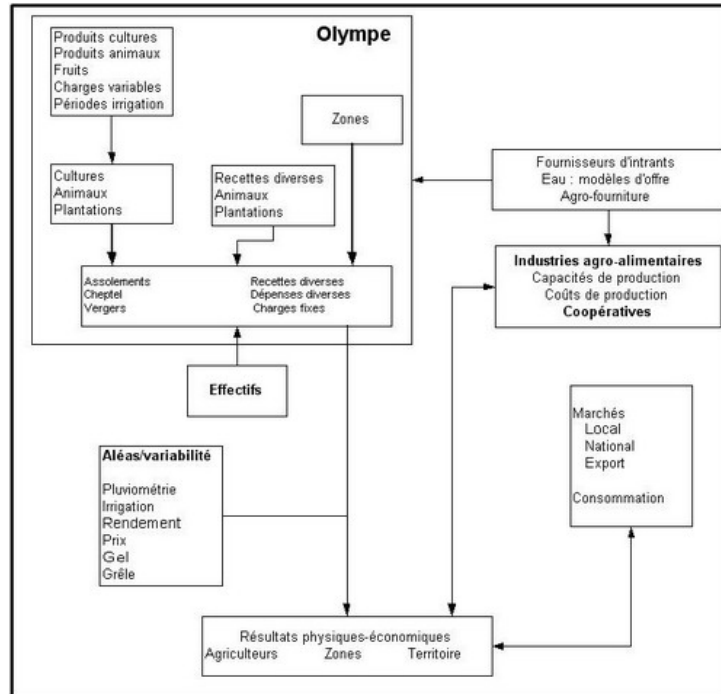 Olympe
Produits cultures
Produits animaux
Fruits
Charges variables
Périodes irrigation
Zones
Cultures
Animaux
Plantations
Recettes diverses
Animaux
Plantations
Fournisseurs d'intrants
Eau : modèles d'offre
Agro-fourniture
Industries agro-alimentaires
Capacités de production
Coûts de production
Coopératives
Assolements Recettes diverses
Cheptel Dépenses diverses
Vergers Charges fixes
Effectifs
Marchés
Local
National
Export
Consommation
Aléas/variabilité
Pluviométrie
Irrigation
Rendement
Prix
Gel
Grêle
Résultats physiques-économiques
Agriculteurs Zones Territoire